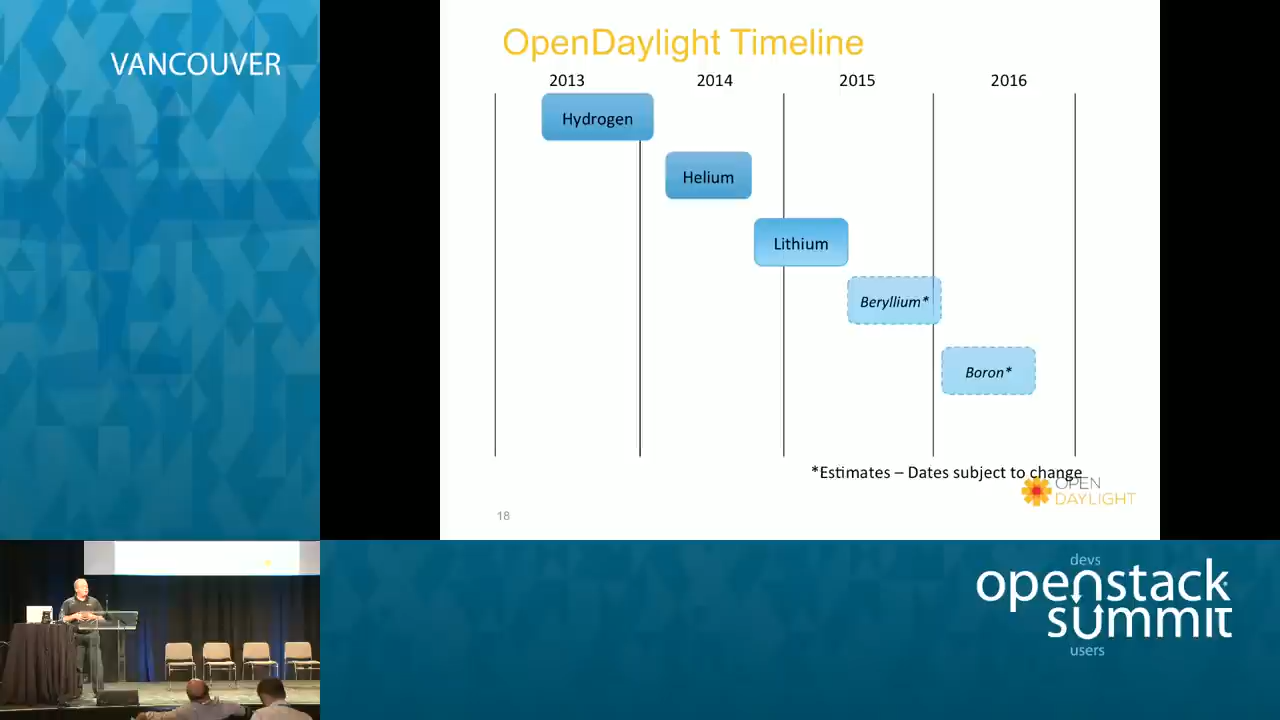 VANCOUVER
OpenDaylight Timeline
2013 2014 2015 2016
Hydrogen
Helium
Lithium
Beryllium*
Boron*
*Estimates – Dates subject to change
OPEN
DAYLIGHT
18
devs
openstack
summit
users